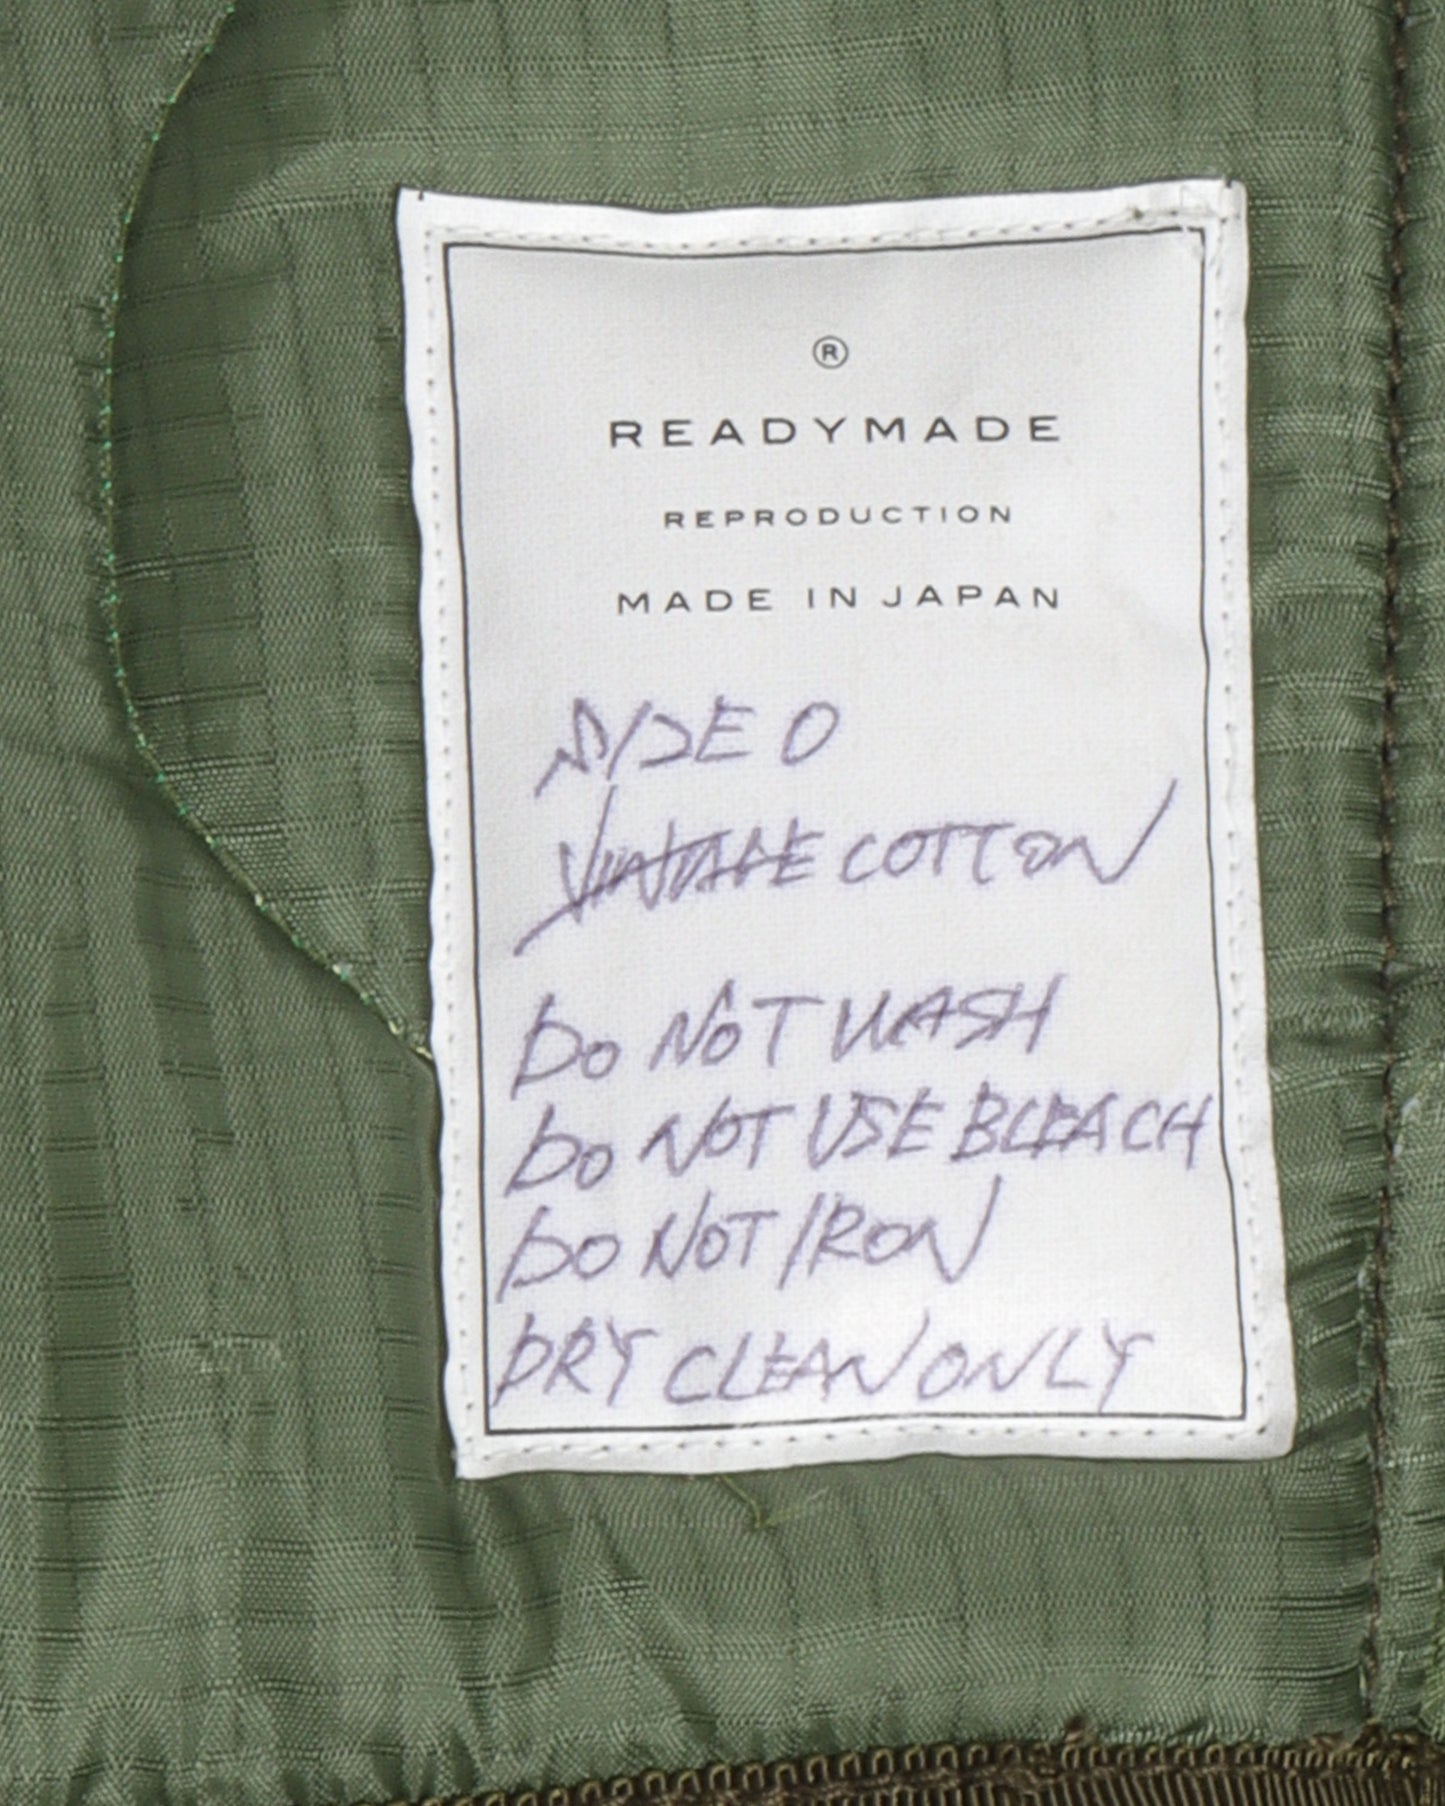 ®
READYMADE
REPRODUCTION
MADE IN JAPAN
SIZE 0
VINTAGE COTTON
DO NOT WASH
DO NOT USE BLEACH
DO NOT IRON
DRY CLEAN ONLY